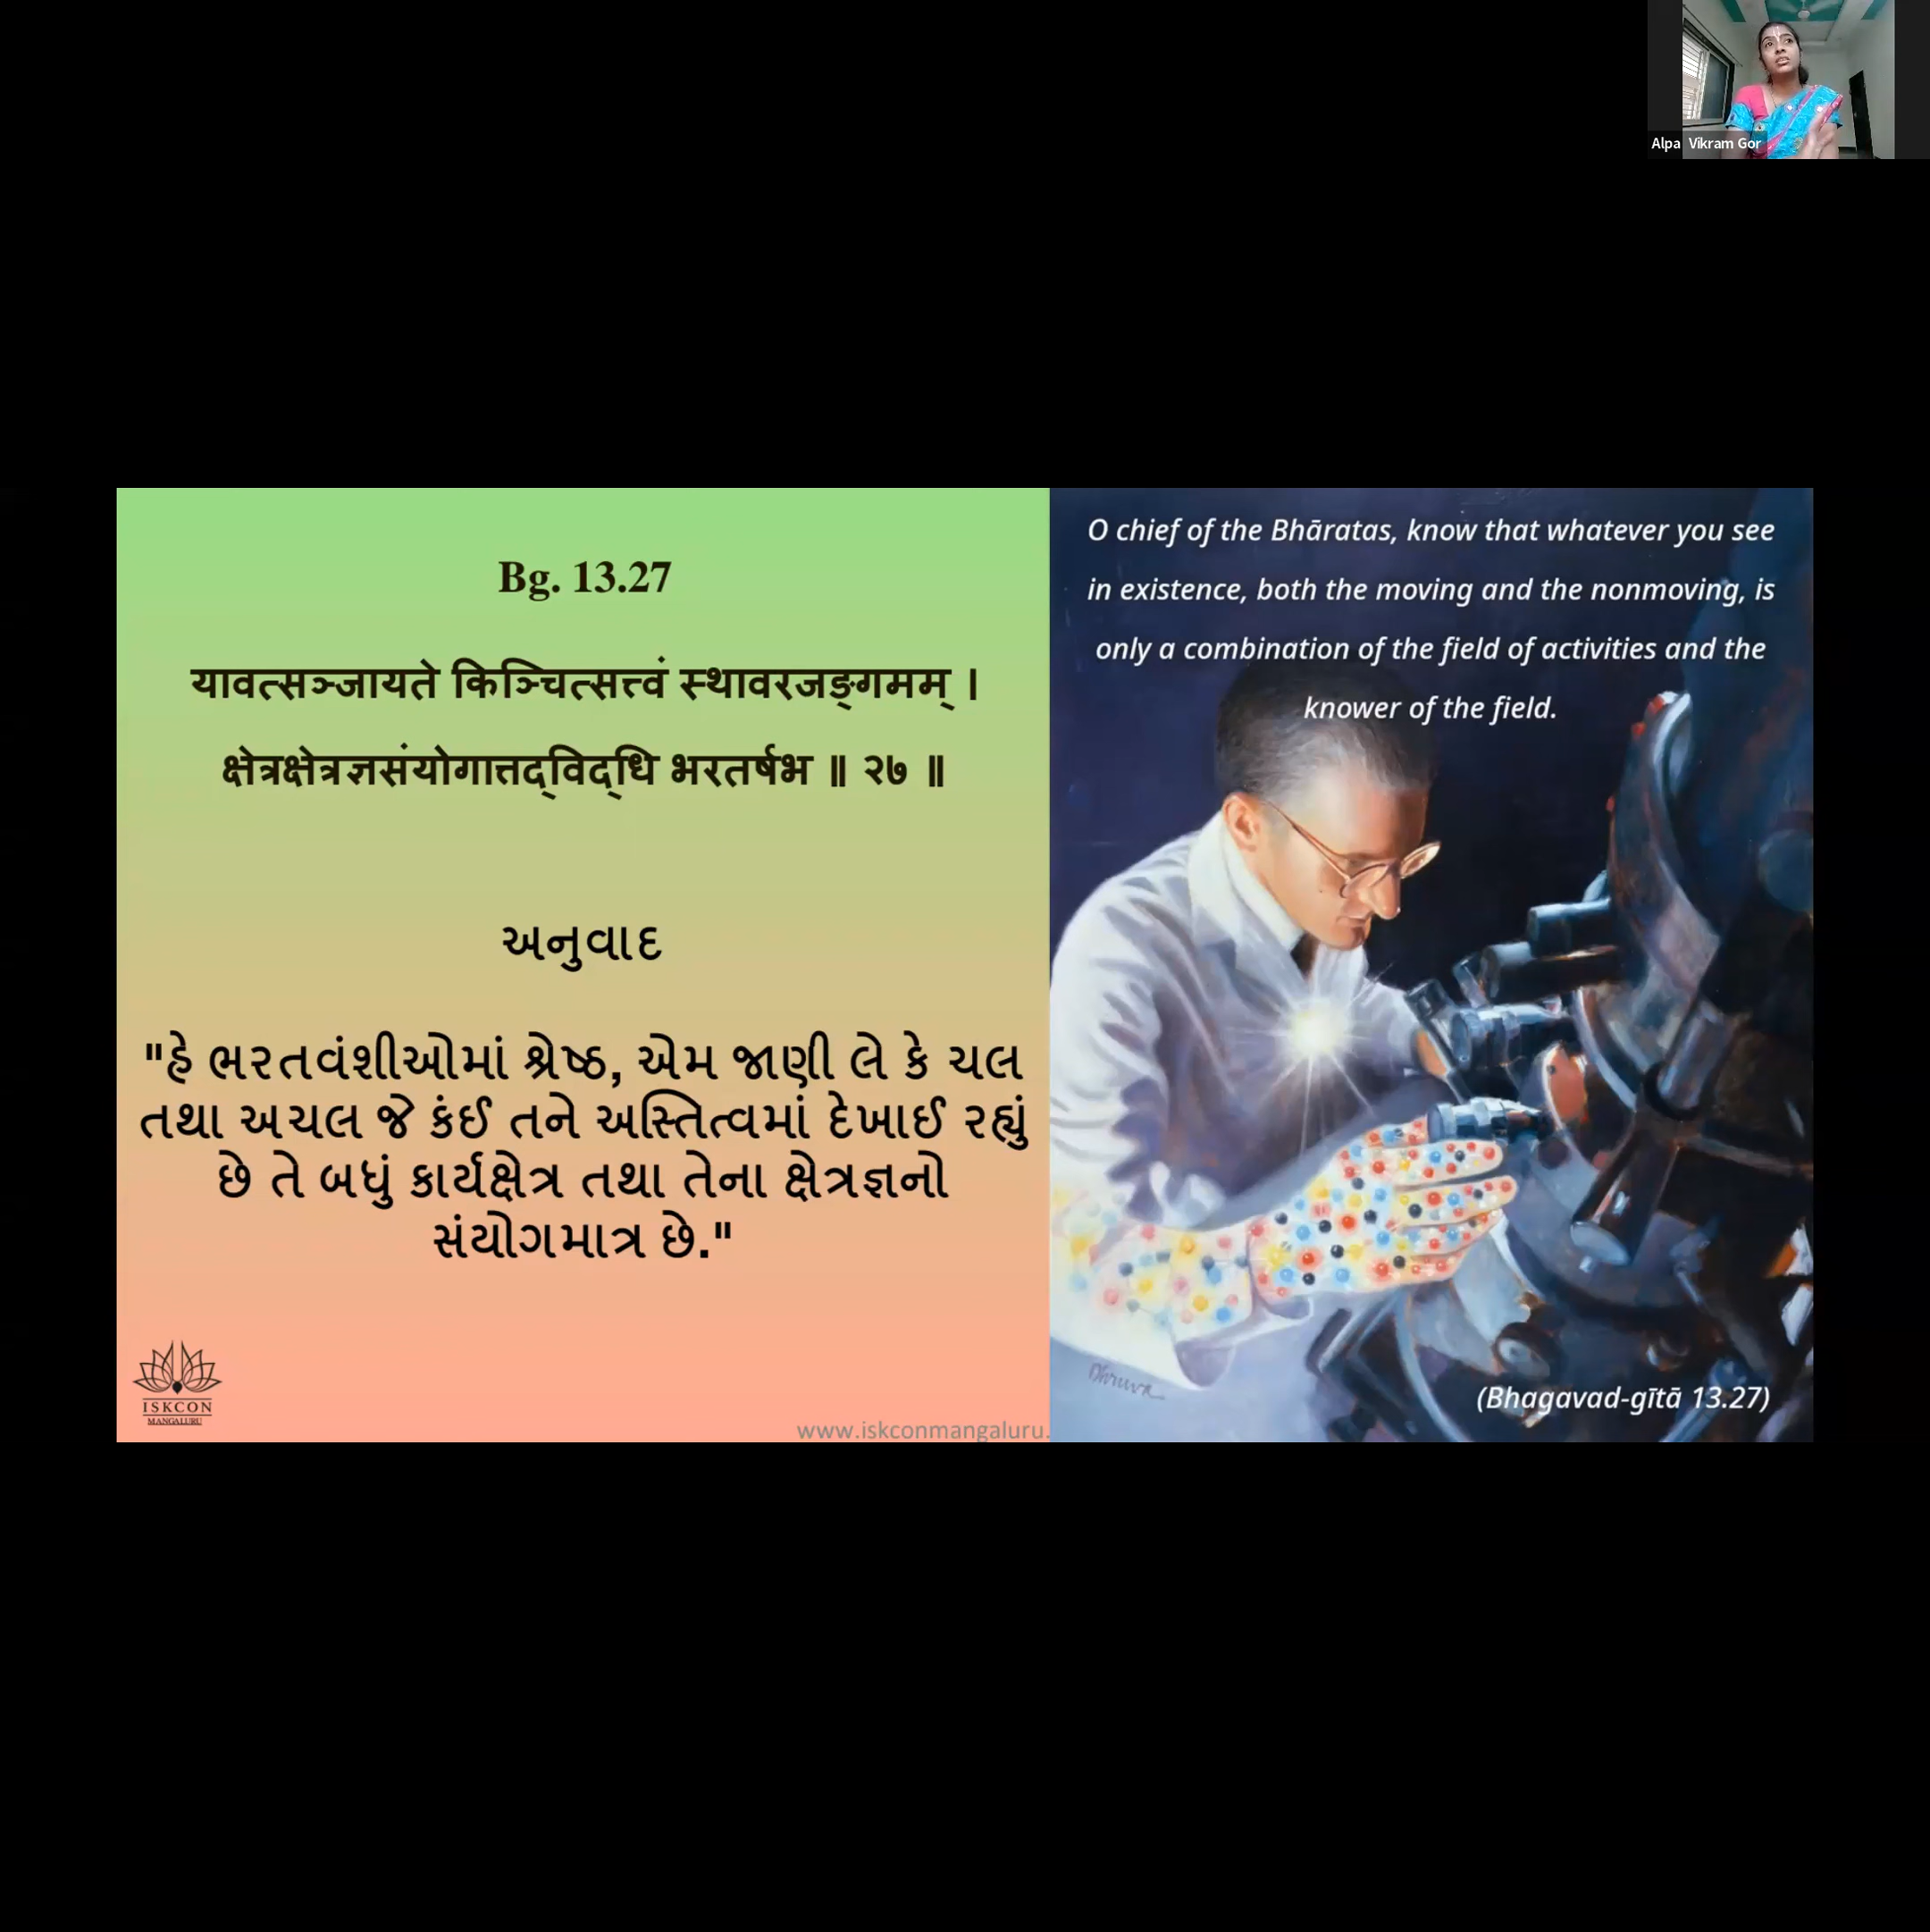 Alpa Vikram Gor
Bg. 13.27
यावत्सञ्जायते किञ्चित्सत्त्वं स्थावरजङ्गमम् ।
क्षेत्रक्षेत्रज्ञसंयोगात्तद्विद्धि भरतर्षभ ॥ २७ ॥
અનુવાદ
"હે ભરતવંશીઓમાં શ્રેષ્ઠ, એમ જાણી લે કે ચલ
તથા અચલ જે કંઈ તને અસ્તિત્વમાં દેખાઈ રહ્યું
છે તે બધું કાર્યક્ષેત્ર તથા તેના ક્ષેત્રજ્ઞનો
સંયોગમાત્ર છે."
ISKCON
MANGALURU
www.iskconmangaluru.
O chief of the Bhāratas, know that whatever you see
in existence, both the moving and the nonmoving, is
only a combination of the field of activities and the
knower of the field.
Dhruva
(Bhagavad-gītā 13.27)